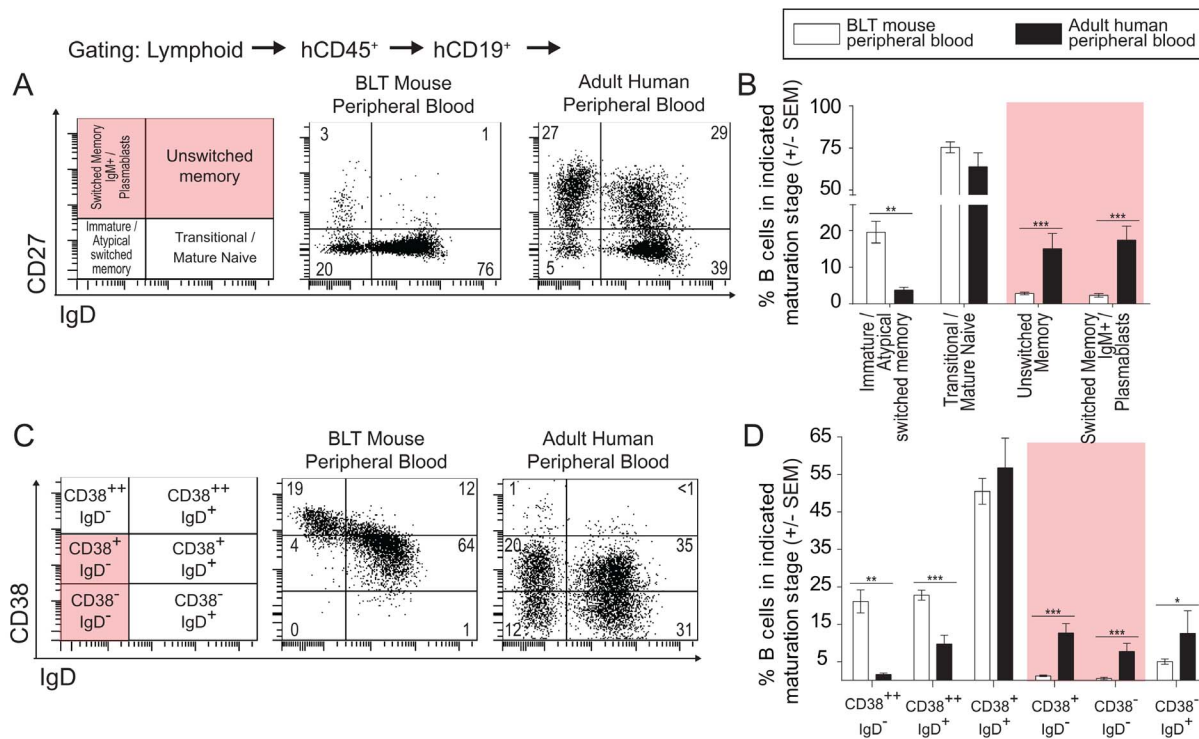 BLT mouse
peripheral blood
Adult human
peripheral blood
Gating: Lymphoid → hCD45⁺ → hCD19⁺ →
A
BLT Mouse
Peripheral Blood
Adult Human
Peripheral Blood
CD27
Switched Memory
IgM+ /
Plasmablasts
Unswitched
memory
Immature /
Atypical
switched
memory
Transitional /
Mature Naive
3 1
20 76
27 29
5 39
IgD
B
% B cells in indicated
maturation stage (+/- SEM)
100
75
50
20
10
0
**
***
***
Immature /
Atypical
switched memory
Transitional /
Mature Naive
Unswitched
Memory
Switched Memory
IgM+ /
Plasmablasts
C
BLT Mouse
Peripheral Blood
Adult Human
Peripheral Blood
CD38
CD38⁺⁺
IgD⁻
CD38⁺⁺
IgD⁺
CD38⁺
IgD⁻
CD38⁺
IgD⁺
CD38⁻
IgD⁻
CD38⁻
IgD⁺
19 12
4 64
0 1
1 <1
20 35
12 31
IgD
D
% B cells in indicated
maturation stage (+/- SEM)
65
55
45
35
25
15
5
**
***
***
***
*
CD38⁺⁺
IgD⁻
CD38⁺⁺
IgD⁺
CD38⁺
IgD⁺
CD38⁺
IgD⁻
CD38⁻
IgD⁻
CD38⁻
IgD⁺